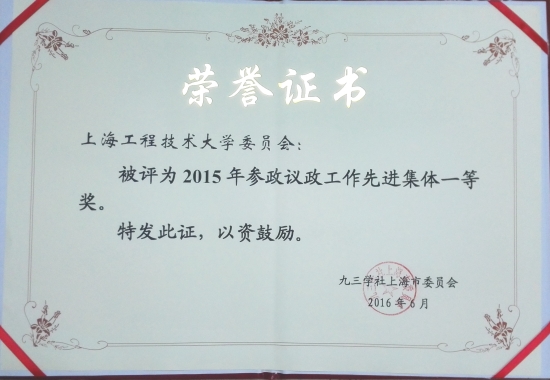 荣誉证书
上海工程技术大学委员会：
被评为2015年参政议政工作先进集体一等
奖。
特发此证，以资鼓励。
九三学社上海市委员会
2016年6月